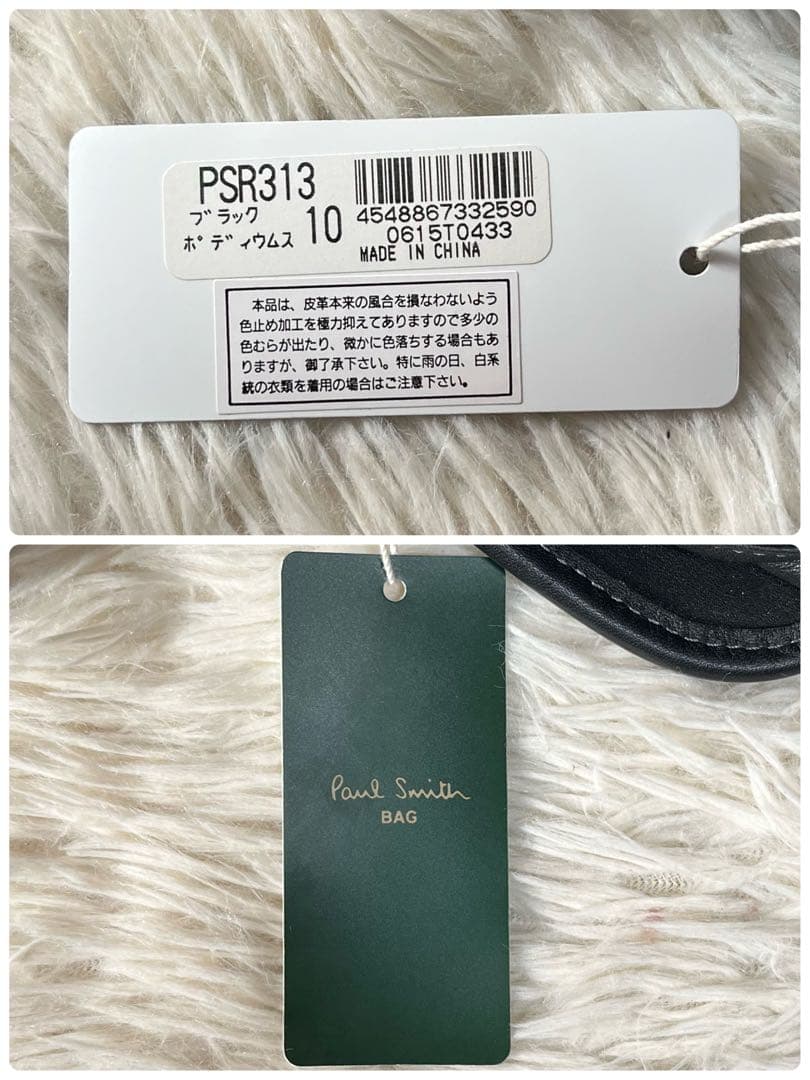 PSR313
ブラック
ポディウムス 10
4548867332590
0615T0433
MADE IN CHINA
本品は、皮革本来の風合を損なわないよう
色止め加工を極力抑えてありますので多少の
色むらが出たり、微かに色落ちする場合もあ
りますが、御了承下さい。特に雨の日、白系
統の衣類を着用の場合はご注意下さい。
Paul Smith
BAG